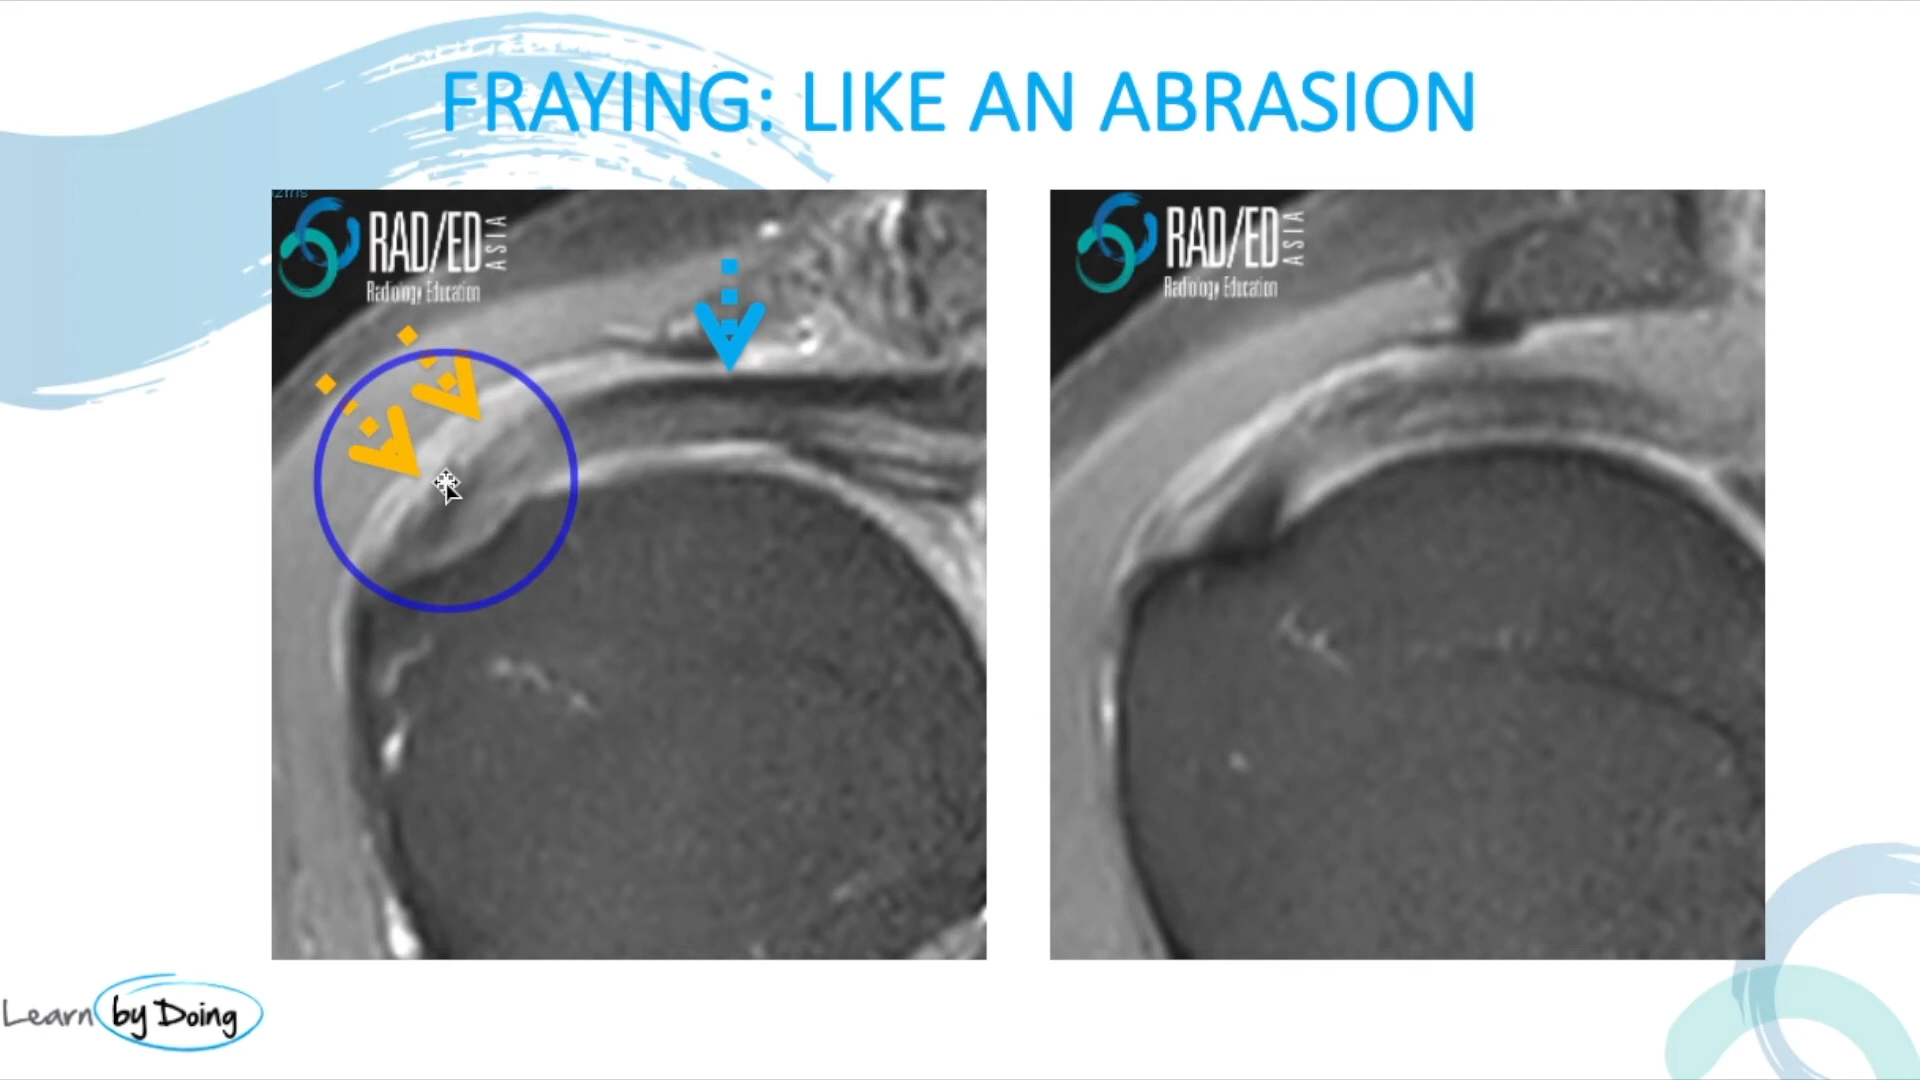 FRAYING: LIKE AN ABRASION
RAD/ED ASIA
Radiology Education
RAD/ED ASIA
Radiology Education
Learn by Doing